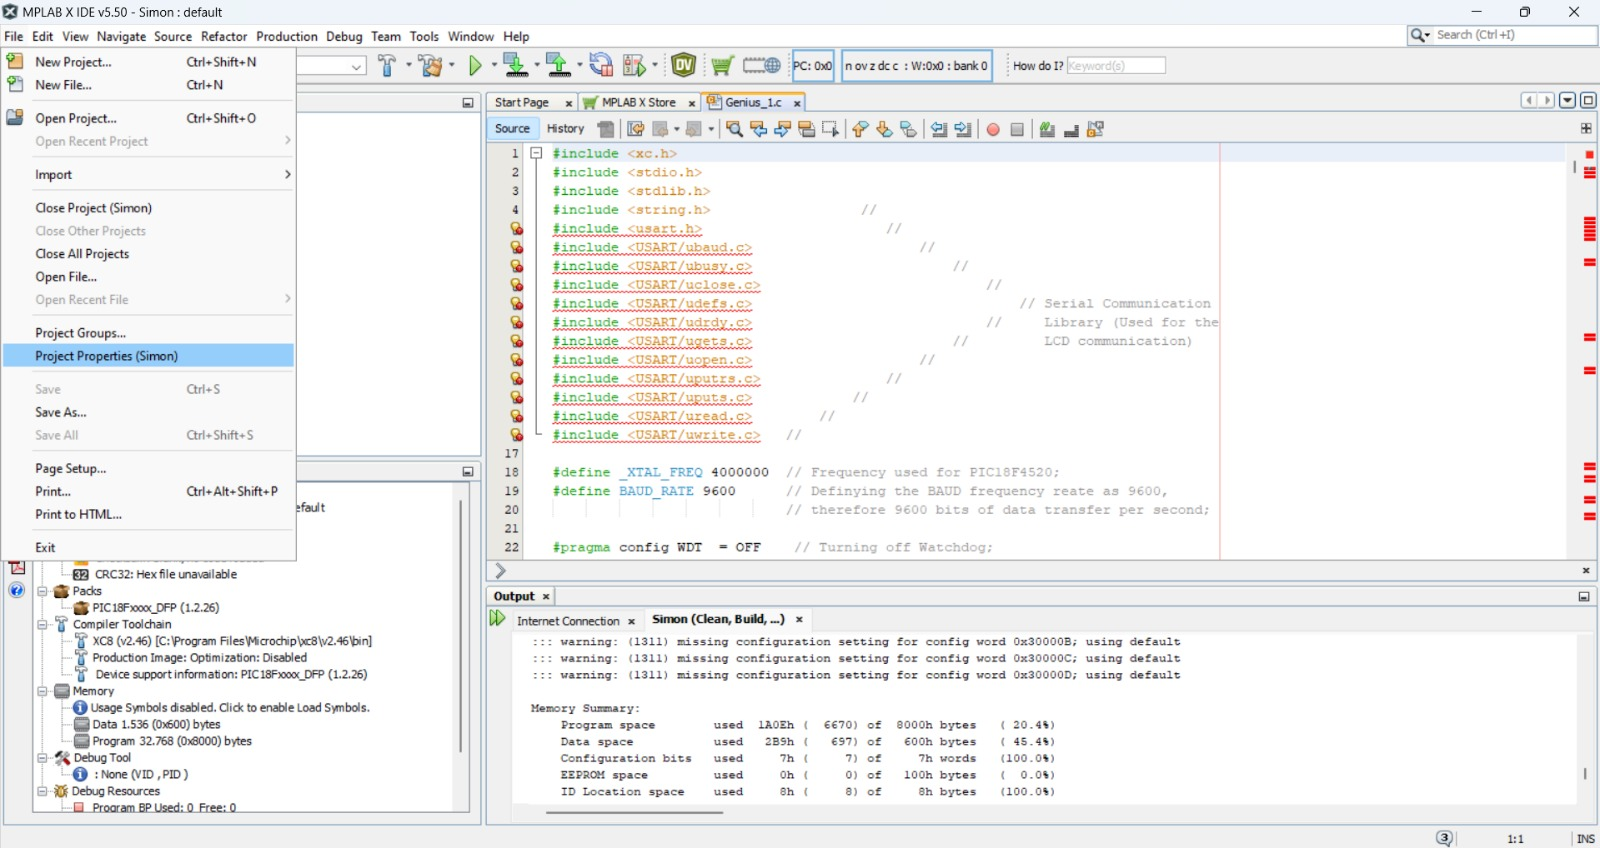 MPLAB X IDE v5.50 - Simon : default
File Edit View Navigate Source Refactor Production Debug Team Tools Window Help
Search (Ctrl+I)
PC: 0x0
n ov z dc c : W:0x0 : bank 0
How do I? Keyword(s)
New Project... Ctrl+Shift+N
New File... Ctrl+N
Open Project... Ctrl+Shift+O
Open Recent Project
Import
Close Project (Simon)
Close Other Projects
Close All Projects
Open File...
Open Recent File
Project Groups...
Project Properties (Simon)
Save Ctrl+S
Save As...
Save All Ctrl+Shift+S
Page Setup...
Print... Ctrl+Alt+Shift+P
Print to HTML...
Exit
efault
CRC32: Hex file unavailable
Packs
PIC18Fxxxx_DFP (1.2.26)
Compiler Toolchain
XC8 (v2.46) [C:\Program Files\Microchip\xc8\v2.46\bin]
Production Image: Optimization: Disabled
Device support information: PIC18Fxxxx_DFP (1.2.26)
Memory
Usage Symbols disabled. Click to enable Load Symbols.
Data 1.536 (0x600) bytes
Program 32.768 (0x8000) bytes
Debug Tool
: None (VID , PID )
Debug Resources
Program BP Used: 0 Free: 0
Start Page MPLAB X Store Genius_1.c
Source History
1 #include <xc.h>
2 #include <stdio.h>
3 #include <stdlib.h>
4 #include <string.h> //
#include <usart.h> //
#include <USART/ubaud.c> //
#include <USART/ubusy.c> //
#include <USART/uclose.c> //
#include <USART/udefs.c> // Serial Communication
#include <USART/udrdy.c> // Library (Used for the
#include <USART/ugets.c> // LCD communication)
#include <USART/uopen.c> //
#include <USART/uputrs.c> //
#include <USART/uputs.c> //
#include <USART/uread.c> //
#include <USART/uwrite.c> //
17
18 #define _XTAL_FREQ 4000000 // Frequency used for PIC18F4520;
19 #define BAUD_RATE 9600 // Definying the BAUD frequency reate as 9600,
20 // therefore 9600 bits of data transfer per second;
21
22 #pragma config WDT = OFF // Turning off Watchdog;
Output
Internet Connection Simon (Clean, Build, ...)
::: warning: (1311) missing configuration setting for config word 0x30000B; using default
::: warning: (1311) missing configuration setting for config word 0x30000C; using default
::: warning: (1311) missing configuration setting for config word 0x30000D; using default
Memory Summary:
Program space used 1A0Eh ( 6670) of 8000h bytes ( 20.4%)
Data space used 2B9h ( 697) of 600h bytes ( 45.4%)
Configuration bits used 7h ( 7) of 7h words (100.0%)
EEPROM space used 0h ( 0) of 100h bytes ( 0.0%)
ID Location space used 8h ( 8) of 8h bytes (100.0%)
3 1:1 INS